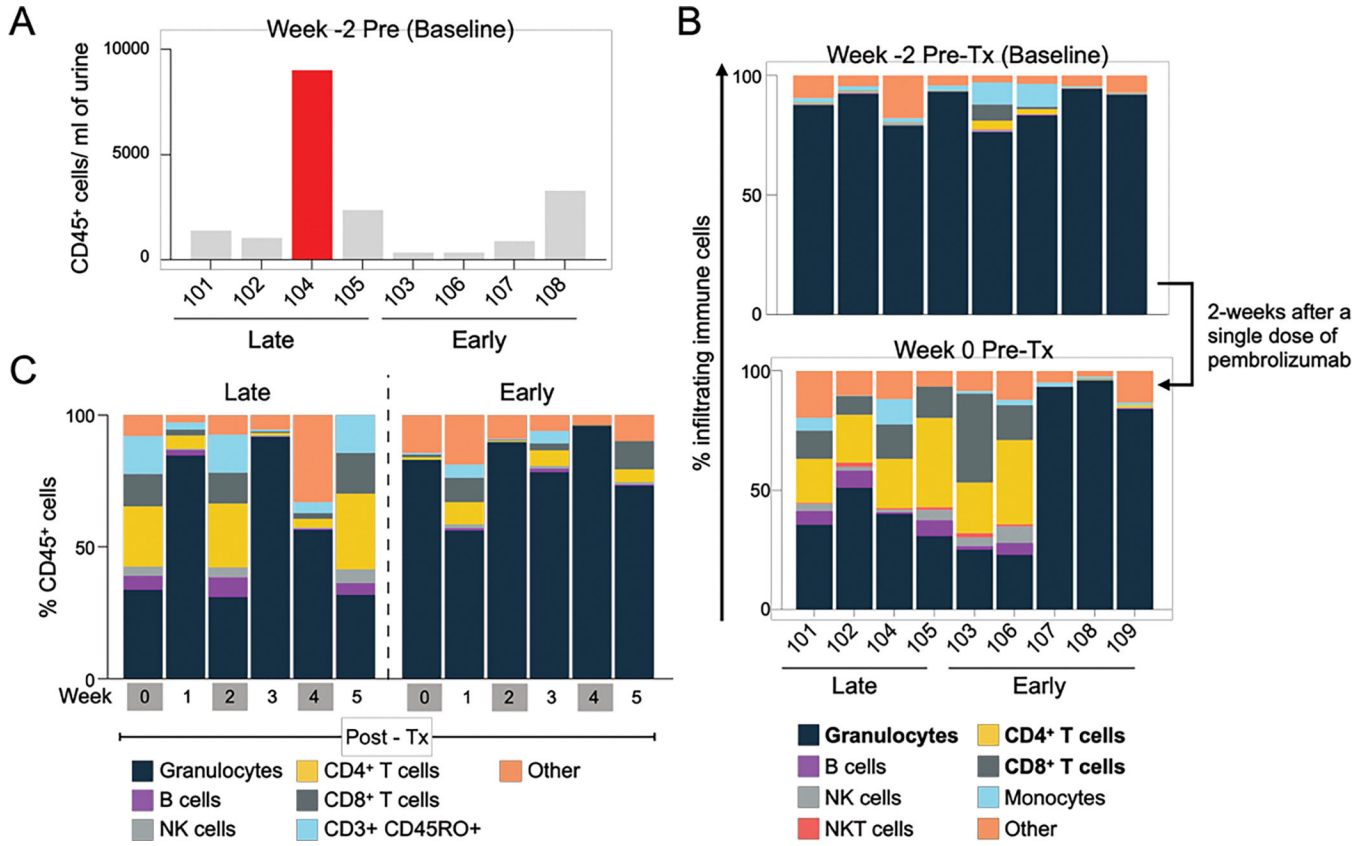 A
Week -2 Pre (Baseline)
CD45+ cells/ ml of urine
10000
5000
0
101 102 104 105 103 106 107 108
Late Early
B
Week -2 Pre-Tx (Baseline)
% infiltrating immune cells
100
50
0
2-weeks after a
single dose of
pembrolizumab
Week 0 Pre-Tx
100
50
0
101 102 104 105 103 106 107 108 109
Late Early
Granulocytes CD4+ T cells
B cells CD8+ T cells
NK cells Monocytes
NKT cells Other
C
Late Early
% CD45+ cells
100
50
0
Week 0 1 2 3 4 5 0 1 2 3 4 5
Post - Tx
Granulocytes CD4+ T cells Other
B cells CD8+ T cells
NK cells CD3+ CD45RO+